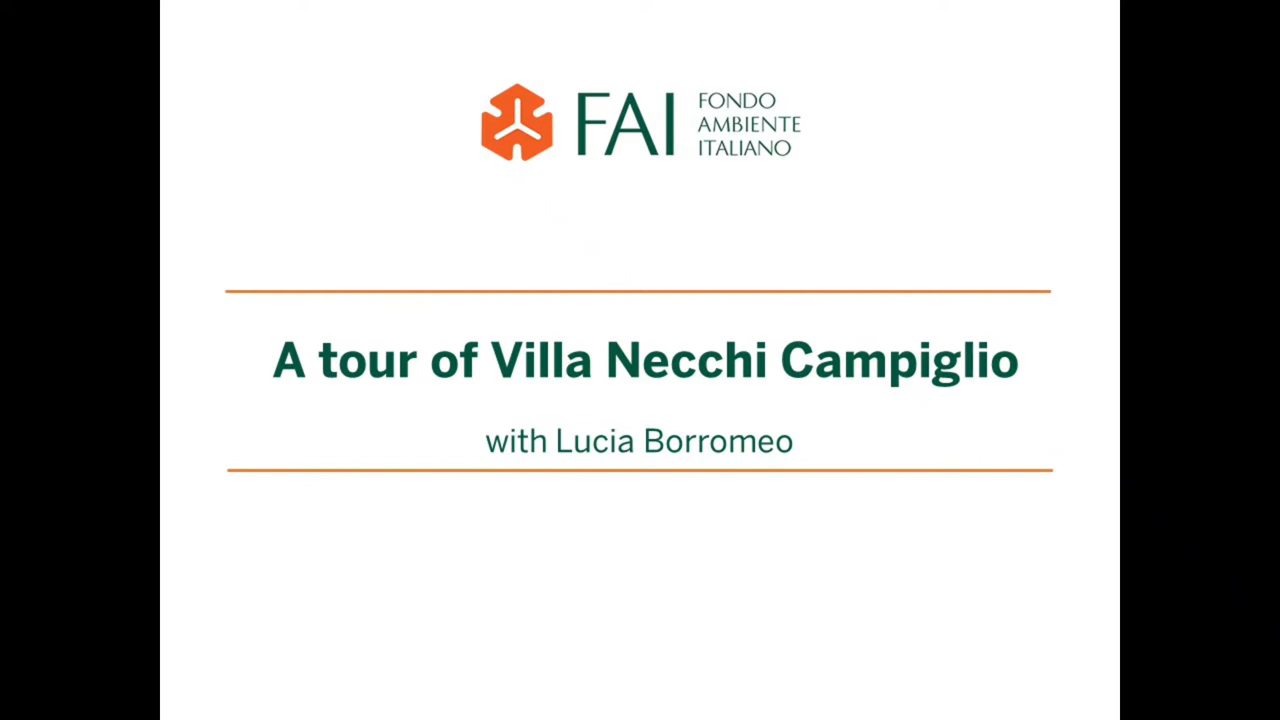 FAI
FONDO
AMBIENTE
ITALIANO
A tour of Villa Necchi Campiglio
with Lucia Borromeo